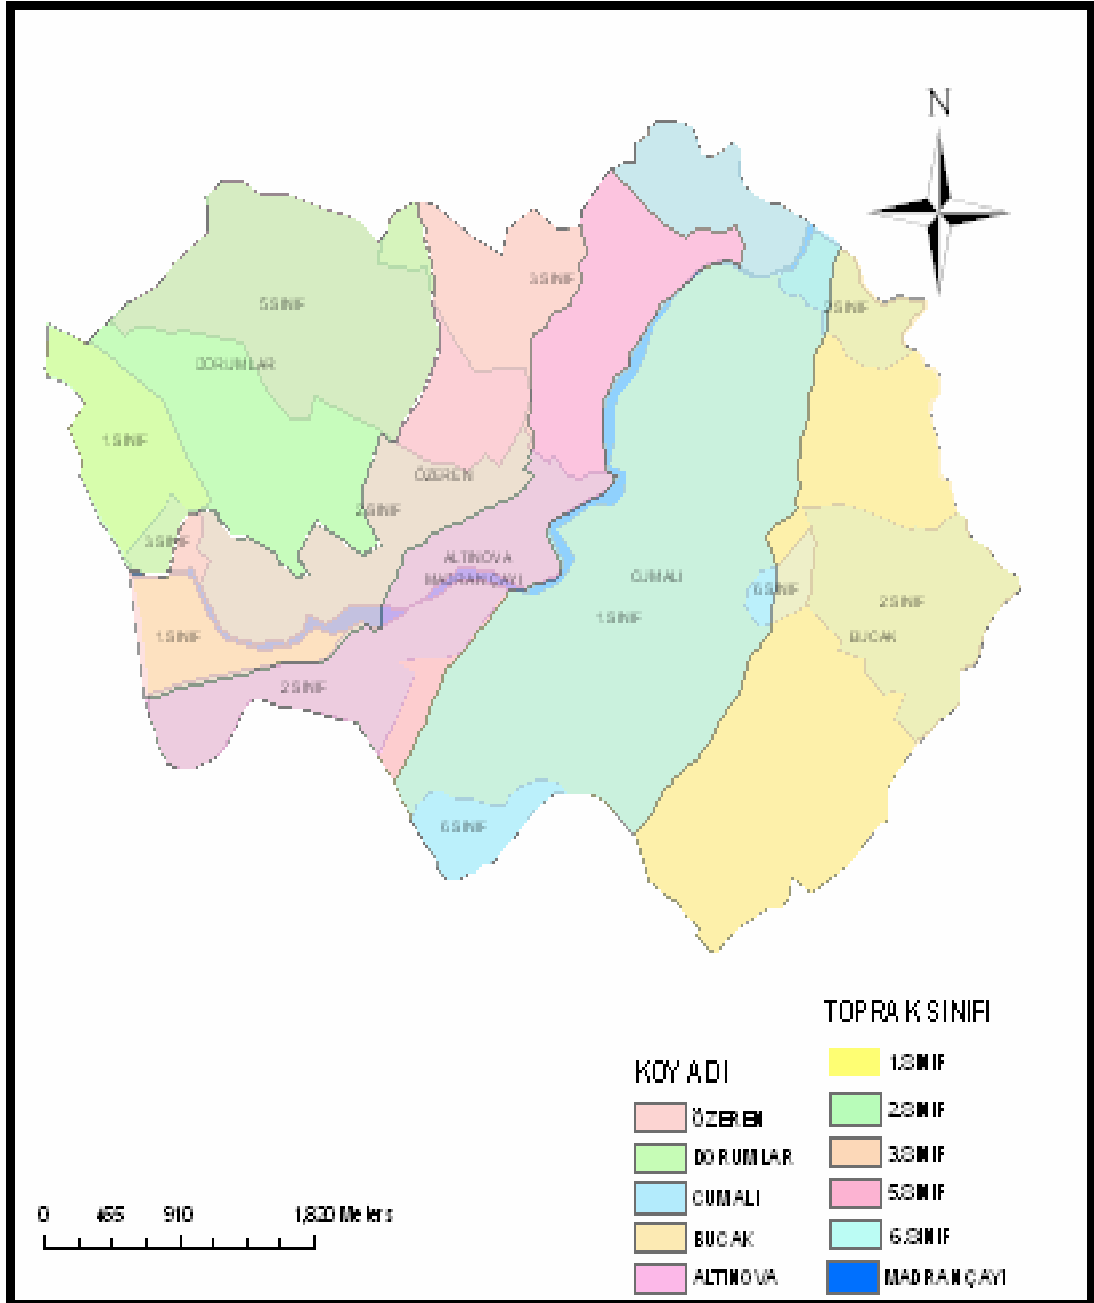 N
3.SINIF
5.SINIF
2.SINIF
DORUMLAR
1.SINIF
ÖZEREN
2.SINIF
3.SINIF
ALTINOVA
MADRAN ÇAYI
CUMALI
6.SINIF
2.SINIF
1.SINIF
1.SINIF
BUCAK
2.SINIF
6.SINIF
TOPRAK SINIFI
1.SINIF
2.SINIF
3.SINIF
5.SINIF
6.SINIF
MADRAN ÇAYI
KOY ADI
ÖZEREN
DORUMLAR
CUMALI
BUCAK
ALTINOVA
0 455 910 1,820 Meters